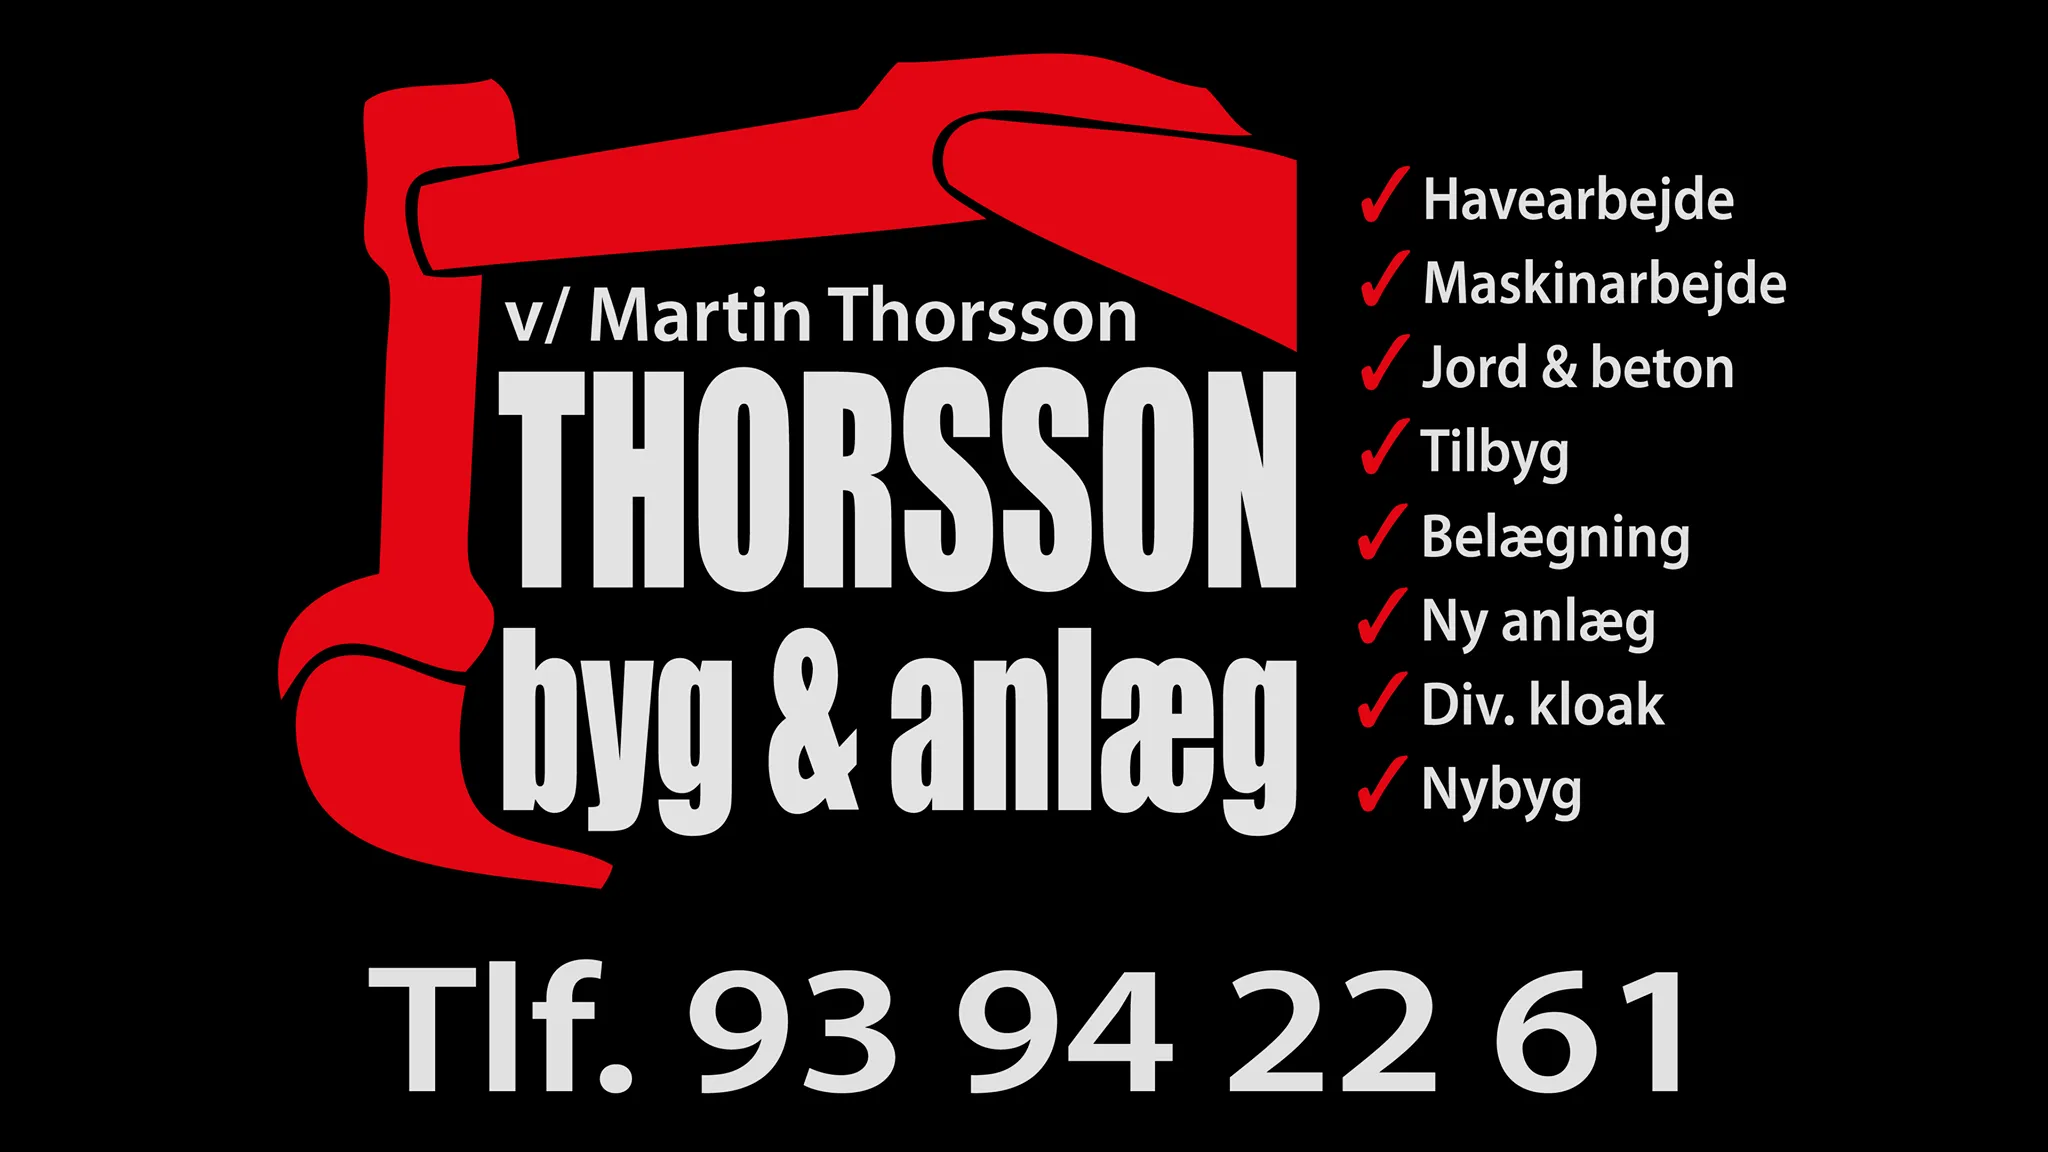 v/ Martin Thorsson
THORSSON
byg & anlæg
✓ Havearbejde
✓ Maskinarbejde
✓ Jord & beton
✓ Tilbyg
✓ Belægning
✓ Ny anlæg
✓ Div. kloak
✓ Nybyg
Tlf. 93 94 22 61